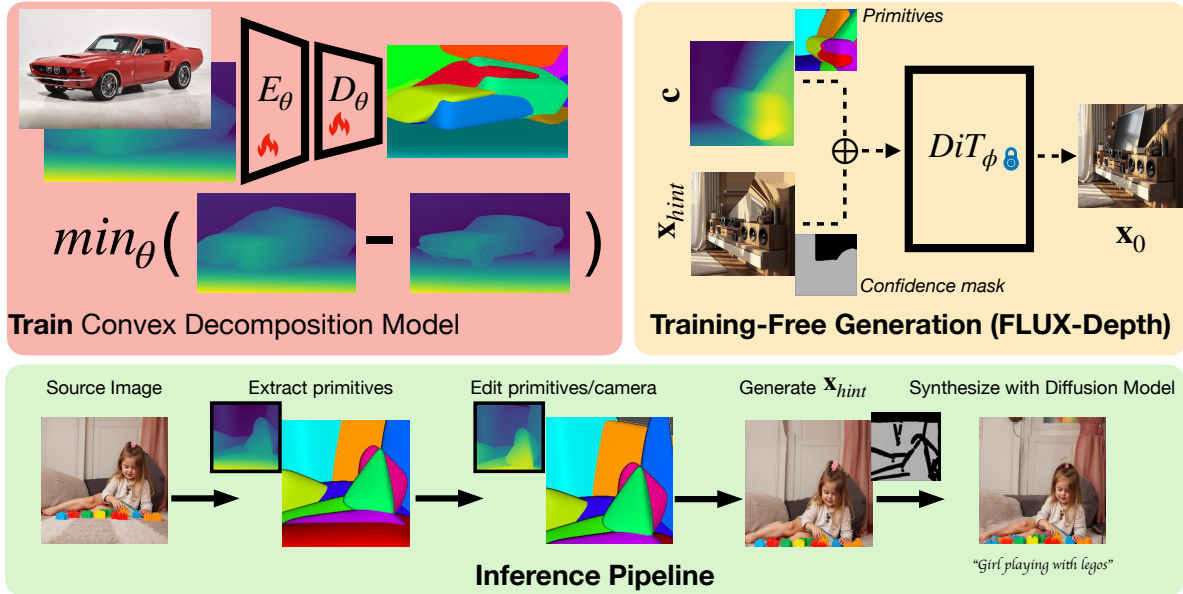 E_θ
D_θ
min_θ( − )
Train Convex Decomposition Model
Primitives
c
x_hint
⊕
DiT_φ
x_0
Confidence mask
Training-Free Generation (FLUX-Depth)
Source Image
Extract primitives
Edit primitives/camera
Generate x_hint
Synthesize with Diffusion Model
"Girl playing with legos"
Inference Pipeline